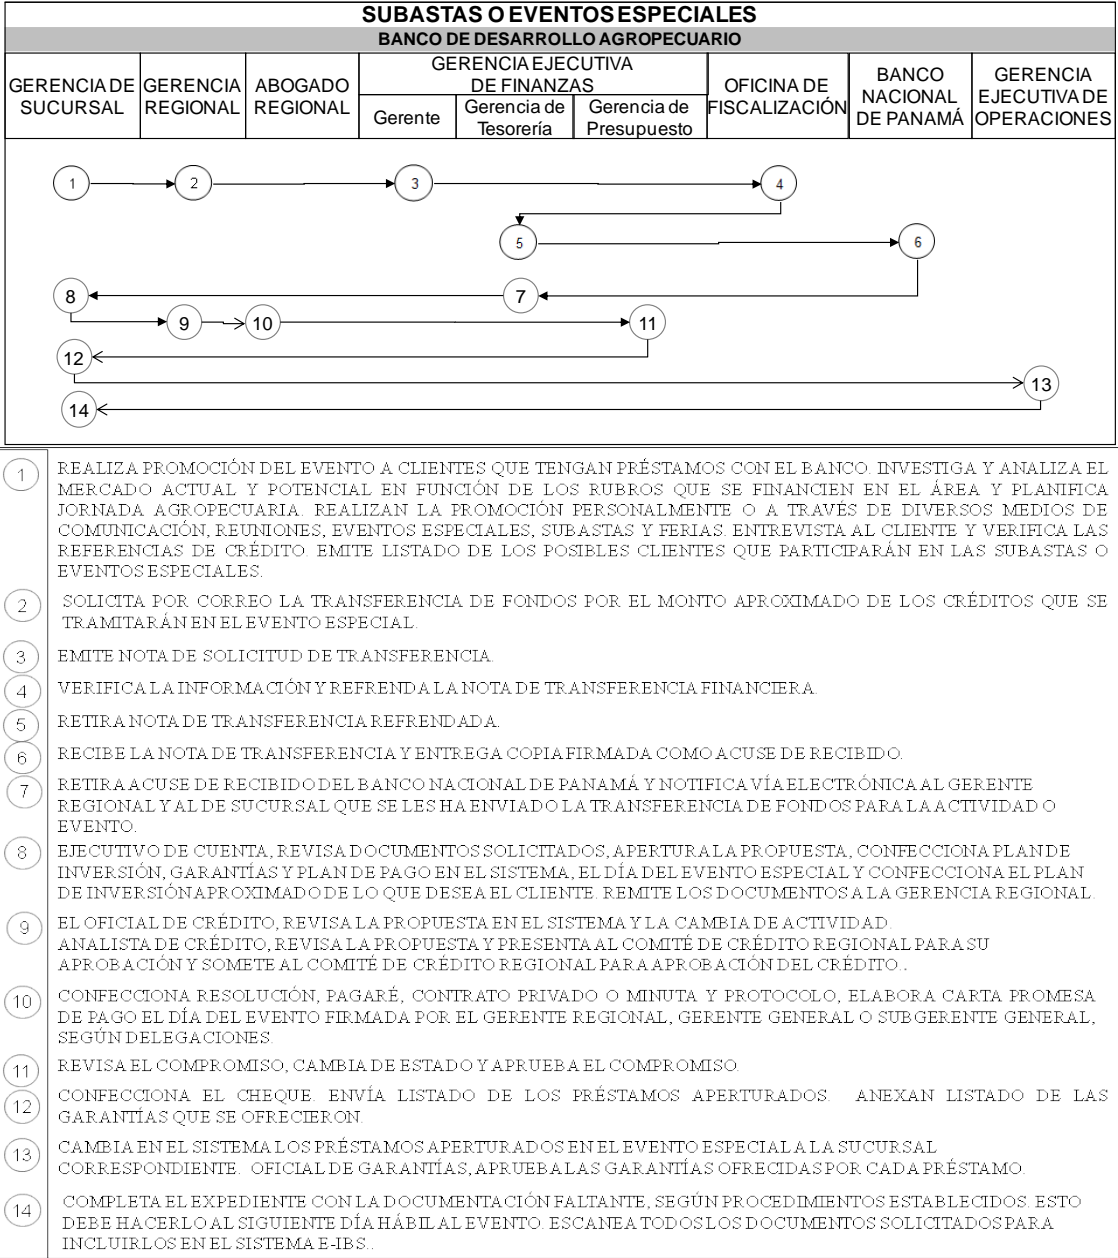 SUBASTAS O EVENTOS ESPECIALES
BANCO DE DESARROLLO AGROPECUARIO
GERENCIA DE SUCURSAL
GERENCIA REGIONAL
ABOGADO REGIONAL
GERENCIA EJECUTIVA DE FINANZAS
Gerente
Gerencia de Tesorería
Gerencia de Presupuesto
OFICINA DE FISCALIZACIÓN
BANCO NACIONAL DE PANAMÁ
GERENCIA EJECUTIVA DE OPERACIONES
1 2 3 4
5 6
8 7
9 10 11
12
13
14
1 REALIZA PROMOCIÓN DEL EVENTO A CLIENTES QUE TENGAN PRÉSTAMOS CON EL BANCO. INVESTIGA Y ANALIZA EL
MERCADO ACTUAL Y POTENCIAL EN FUNCIÓN DE LOS RUBROS QUE SE FINANCIEN EN EL ÁREA Y PLANIFICA
JORNADA AGROPECUARIA. REALIZAN LA PROMOCIÓN PERSONALMENTE O A TRAVÉS DE DIVERSOS MEDIOS DE
COMUNICACIÓN, REUNIONES, EVENTOS ESPECIALES, SUBASTAS Y FERIAS. ENTREVISTA AL CLIENTE Y VERIFICA LAS
REFERENCIAS DE CRÉDITO. EMITE LISTADO DE LOS POSIBLES CLIENTES QUE PARTICIPARÁN EN LAS SUBASTAS O
EVENTOS ESPECIALES.
2 SOLICITA POR CORREO LA TRANSFERENCIA DE FONDOS POR EL MONTO APROXIMADO DE LOS CRÉDITOS QUE SE
TRAMITARÁN EN EL EVENTO ESPECIAL.
3 EMITE NOTA DE SOLICITUD DE TRANSFERENCIA.
4 VERIFICA LA INFORMACIÓN Y REFRENDA LA NOTA DE TRANSFERENCIA FINANCIERA.
5 RETIRA NOTA DE TRANSFERENCIA REFRENDADA.
6 RECIBE LA NOTA DE TRANSFERENCIA Y ENTREGA COPIA FIRMADA COMO ACUSE DE RECIBIDO.
7 RETIRA ACUSE DE RECIBIDO DEL BANCO NACIONAL DE PANAMÁ Y NOTIFICA VÍA ELECTRÓNICA AL GERENTE
REGIONAL Y AL DE SUCURSAL QUE SE LES HA ENVIADO LA TRANSFERENCIA DE FONDOS PARA LA ACTIVIDAD O
EVENTO.
8 EJECUTIVO DE CUENTA, REVISA DOCUMENTOS SOLICITADOS, APERTURA LA PROPUESTA, CONFECCIONA PLAN DE
INVERSIÓN, GARANTÍAS Y PLAN DE PAGO EN EL SISTEMA, EL DÍA DEL EVENTO ESPECIAL Y CONFECCIONA EL PLAN
DE INVERSIÓN APROXIMADO DE LO QUE DESEA EL CLIENTE. REMITE LOS DOCUMENTOS A LA GERENCIA REGIONAL.
9 EL OFICIAL DE CRÉDITO, REVISA LA PROPUESTA EN EL SISTEMA Y LA CAMBIA DE ACTIVIDAD.
ANALISTA DE CRÉDITO, REVISA LA PROPUESTA Y PRESENTA AL COMITÉ DE CRÉDITO REGIONAL PARA SU
APROBACIÓN Y SOMETE AL COMITÉ DE CRÉDITO REGIONAL PARA APROBACIÓN DEL CRÉDITO..
10 CONFECCIONA RESOLUCIÓN, PAGARÉ, CONTRATO PRIVADO O MINUTA Y PROTOCOLO, ELABORA CARTA PROMESA
DE PAGO EL DÍA DEL EVENTO FIRMADA POR EL GERENTE REGIONAL, GERENTE GENERAL O SUBGERENTE GENERAL,
SEGÚN DELEGACIONES.
11 REVISA EL COMPROMISO, CAMBIA DE ESTADO Y APRUEBA EL COMPROMISO.
12 CONFECCIONA EL CHEQUE. ENVÍA LISTADO DE LOS PRÉSTAMOS APERTURADOS. ANEXAN LISTADO DE LAS
GARANTÍAS QUE SE OFRECIERON.
13 CAMBIA EN EL SISTEMA LOS PRÉSTAMOS APERTURADOS EN EL EVENTO ESPECIAL A LA SUCURSAL
CORRESPONDIENTE. OFICIAL DE GARANTÍAS, APRUEBA LAS GARANTÍAS OFRECIDAS POR CADA PRÉSTAMO.
14 COMPLETA EL EXPEDIENTE CON LA DOCUMENTACIÓN FALTANTE, SEGÚN PROCEDIMIENTOS ESTABLECIDOS. ESTO
DEBE HACERLO AL SIGUIENTE DÍA HÁBIL AL EVENTO. ESCANEA TODOS LOS DOCUMENTOS SOLICITADOS PARA
INCLUIRLOS EN EL SISTEMA E-IBS..